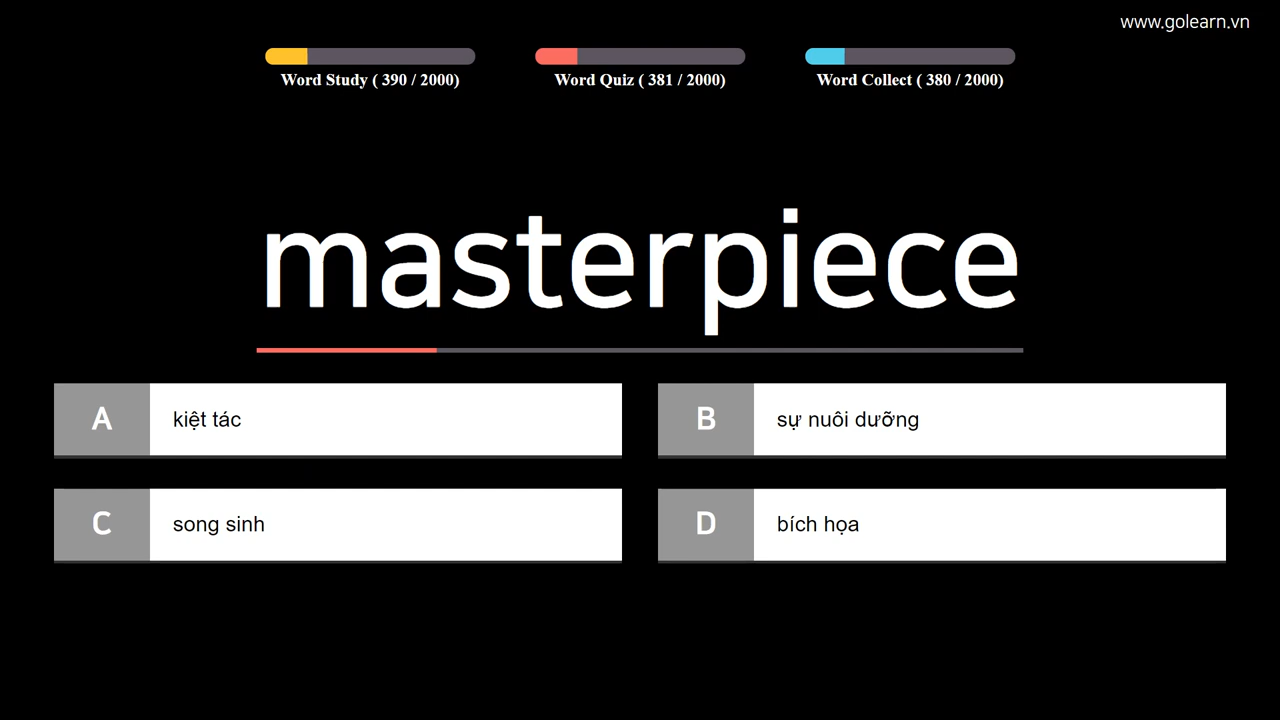 www.golearn.vn
Word Study ( 390 / 2000)
Word Quiz ( 381 / 2000)
Word Collect ( 380 / 2000)
masterpiece
A kiệt tác
B sự nuôi dưỡng
C song sinh
D bích họa